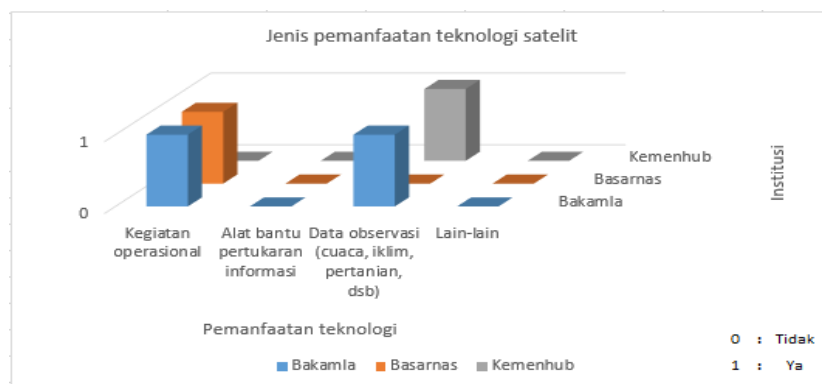 Jenis pemanfaatan teknologi satelit
1
0
Kemenhub
Basarnas
Bakamla
Institusi
Kegiatan
operasional
Alat bantu
pertukaran
informasi
Data observasi
(cuaca, iklim,
pertanian,
dsb)
Lain-lain
Pemanfaatan teknologi
Bakamla Basarnas Kemenhub
0 : Tidak
1 : Ya